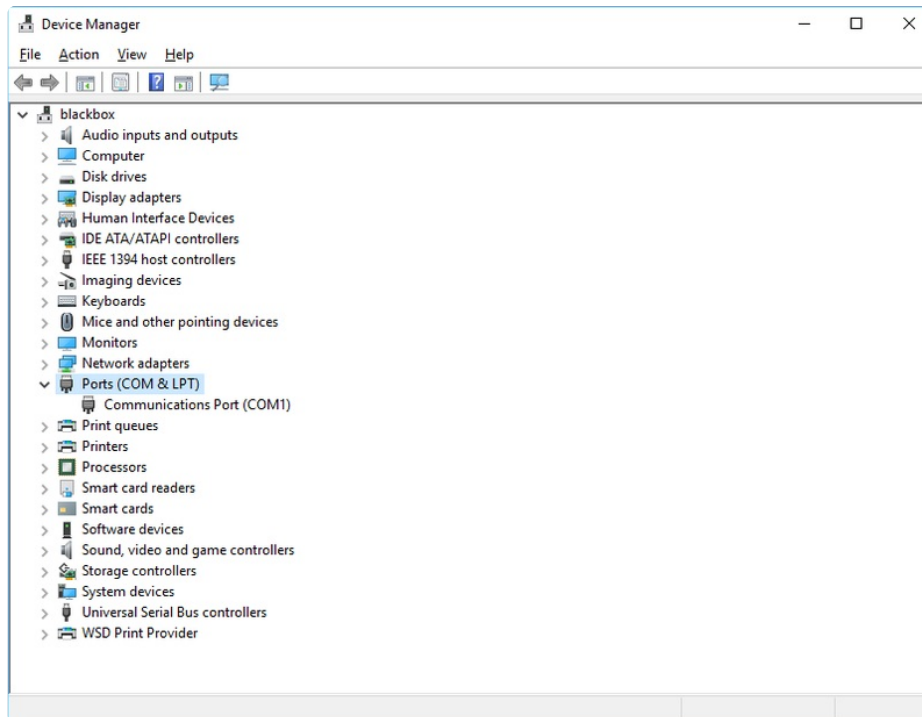 Device Manager
File Action View Help
blackbox
Audio inputs and outputs
Computer
Disk drives
Display adapters
Human Interface Devices
IDE ATA/ATAPI controllers
IEEE 1394 host controllers
Imaging devices
Keyboards
Mice and other pointing devices
Monitors
Network adapters
Ports (COM & LPT)
Communications Port (COM1)
Print queues
Printers
Processors
Smart card readers
Smart cards
Software devices
Sound, video and game controllers
Storage controllers
System devices
Universal Serial Bus controllers
WSD Print Provider